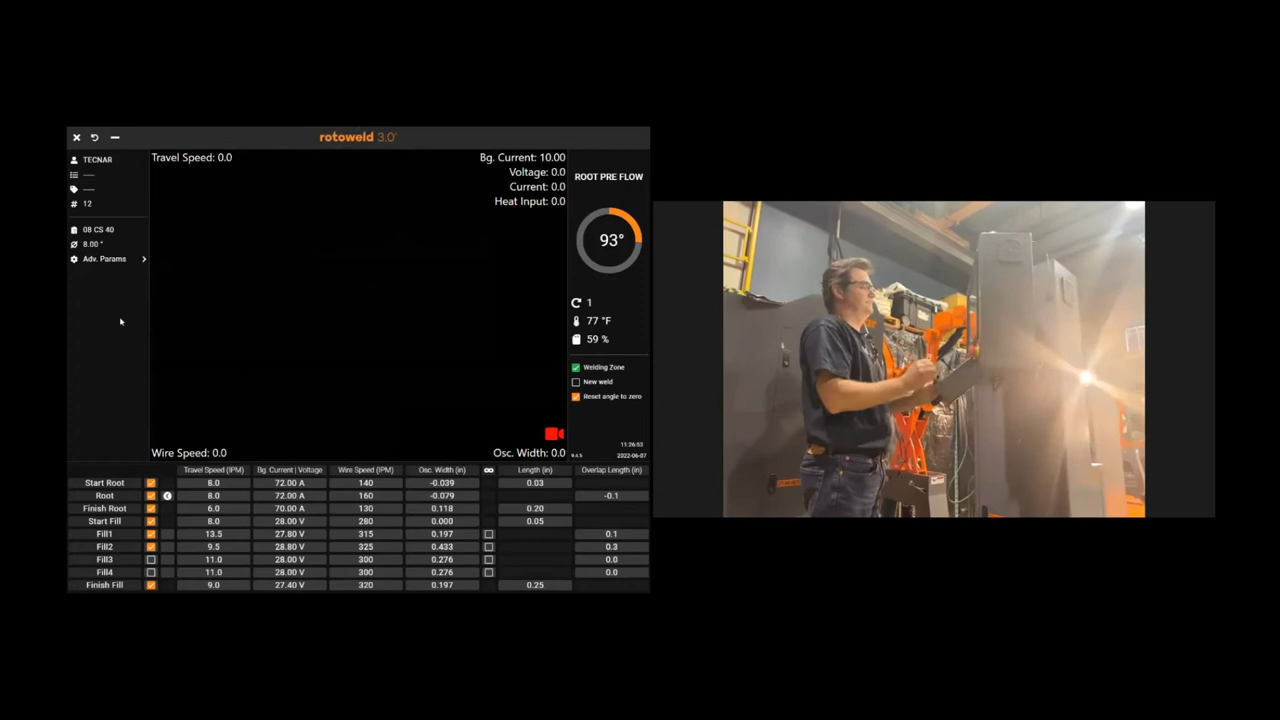 rotoweld 3.0
TECNAR
Travel Speed: 0.0
Bg. Current: 10.00
Voltage: 0.0
Current: 0.0
Heat Input: 0.0
# 12
08 CS 40
8.00 "
Adv. Params
ROOT PRE FLOW
93°
1
77 °F
59 %
Welding Zone
New weld
Reset angle to zero
11:26:53
9.4.5 2022-06-07
Wire Speed: 0.0
Osc. Width: 0.0
Travel Speed (IPM) Bg. Current | Voltage Wire Speed (IPM) Osc. Width (in) Length (in) Overlap Length (in)
Start Root 8.0 72.00 A 140 -0.039 0.03
Root 8.0 72.00 A 160 -0.079 -0.1
Finish Root 6.0 70.00 A 130 0.118 0.20
Start Fill 8.0 28.00 V 280 0.000 0.05
Fill1 13.5 27.80 V 315 0.197 0.1
Fill2 9.5 28.80 V 325 0.433 0.3
Fill3 11.0 28.00 V 300 0.276 0.0
Fill4 11.0 28.00 V 300 0.276 0.0
Finish Fill 9.0 27.40 V 320 0.197 0.25